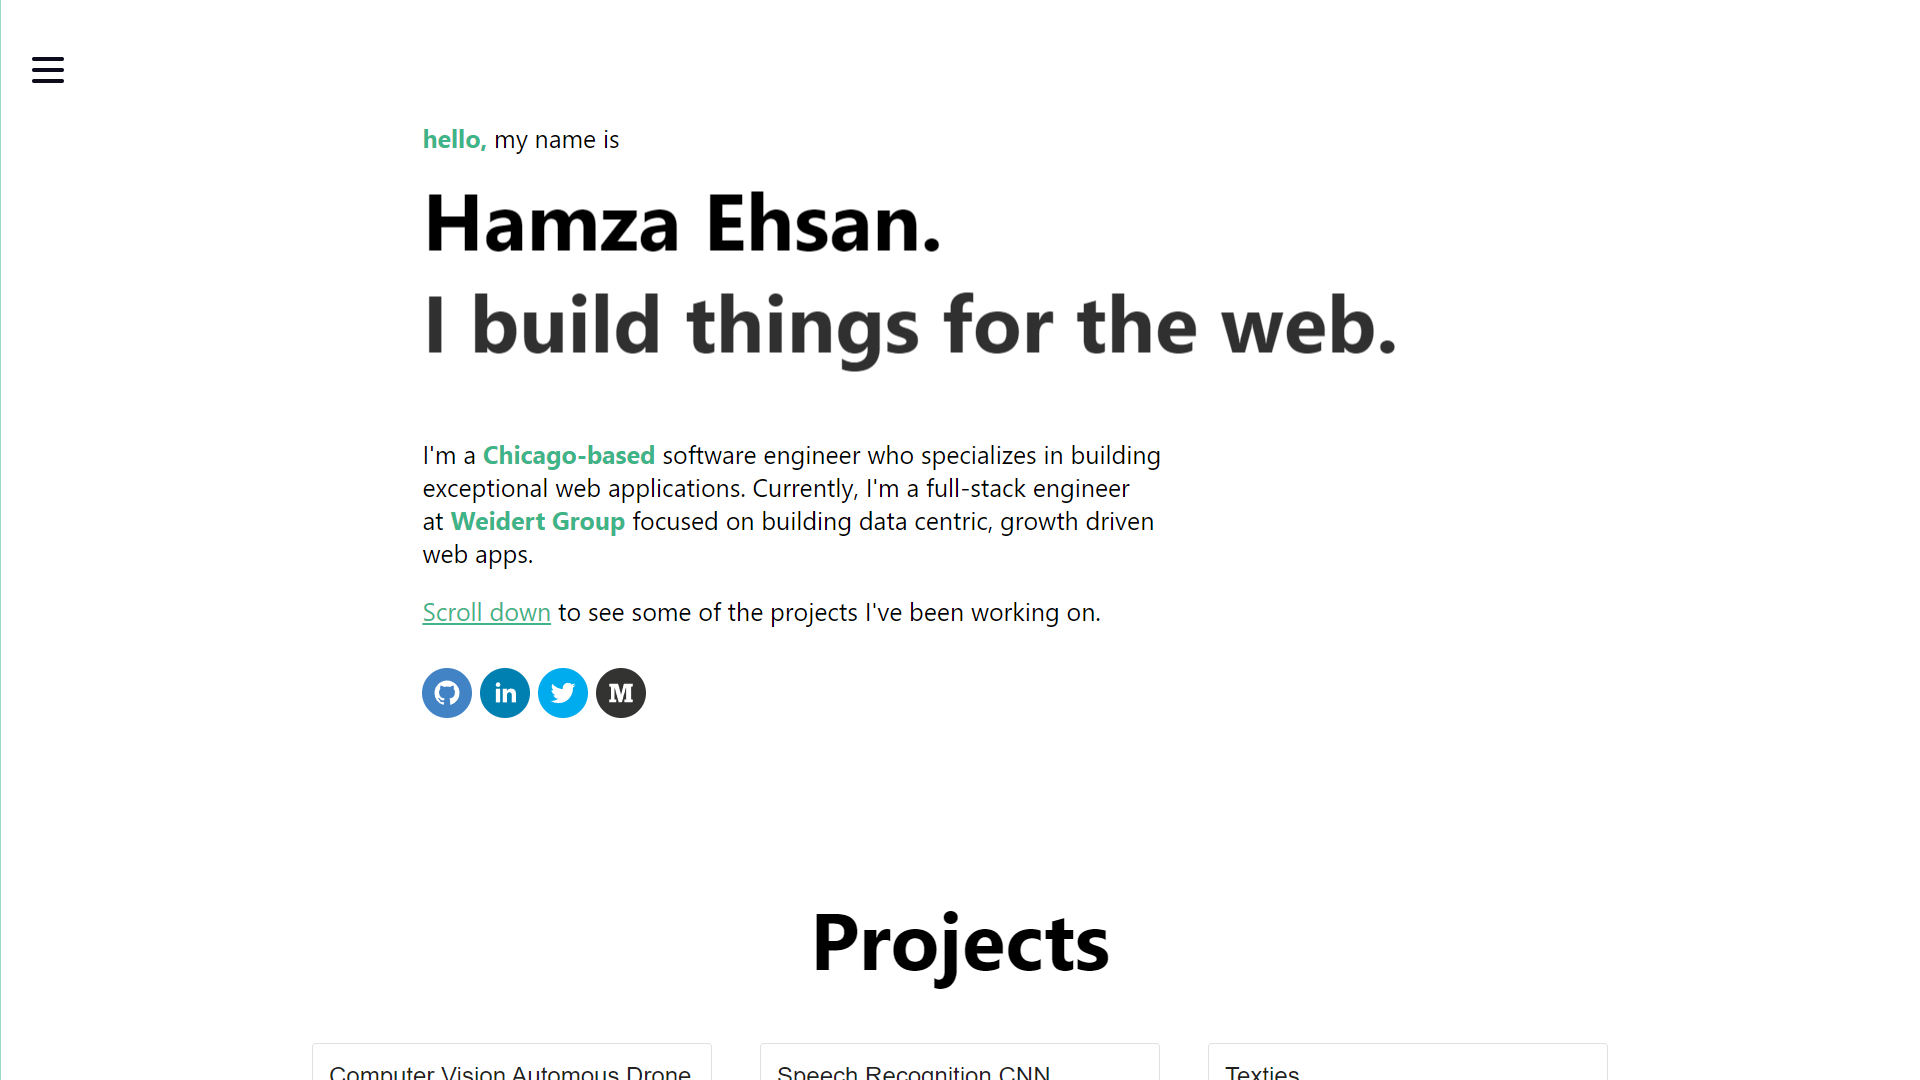 hello, my name is
Hamza Ehsan.
I build things for the web.
I'm a Chicago-based software engineer who specializes in building
exceptional web applications. Currently, I'm a full-stack engineer
at Weidert Group focused on building data centric, growth driven
web apps.
Scroll down to see some of the projects I've been working on.
in
M
Projects
Computer Vision Automous Drone
Speech Recognition CNN
Texties